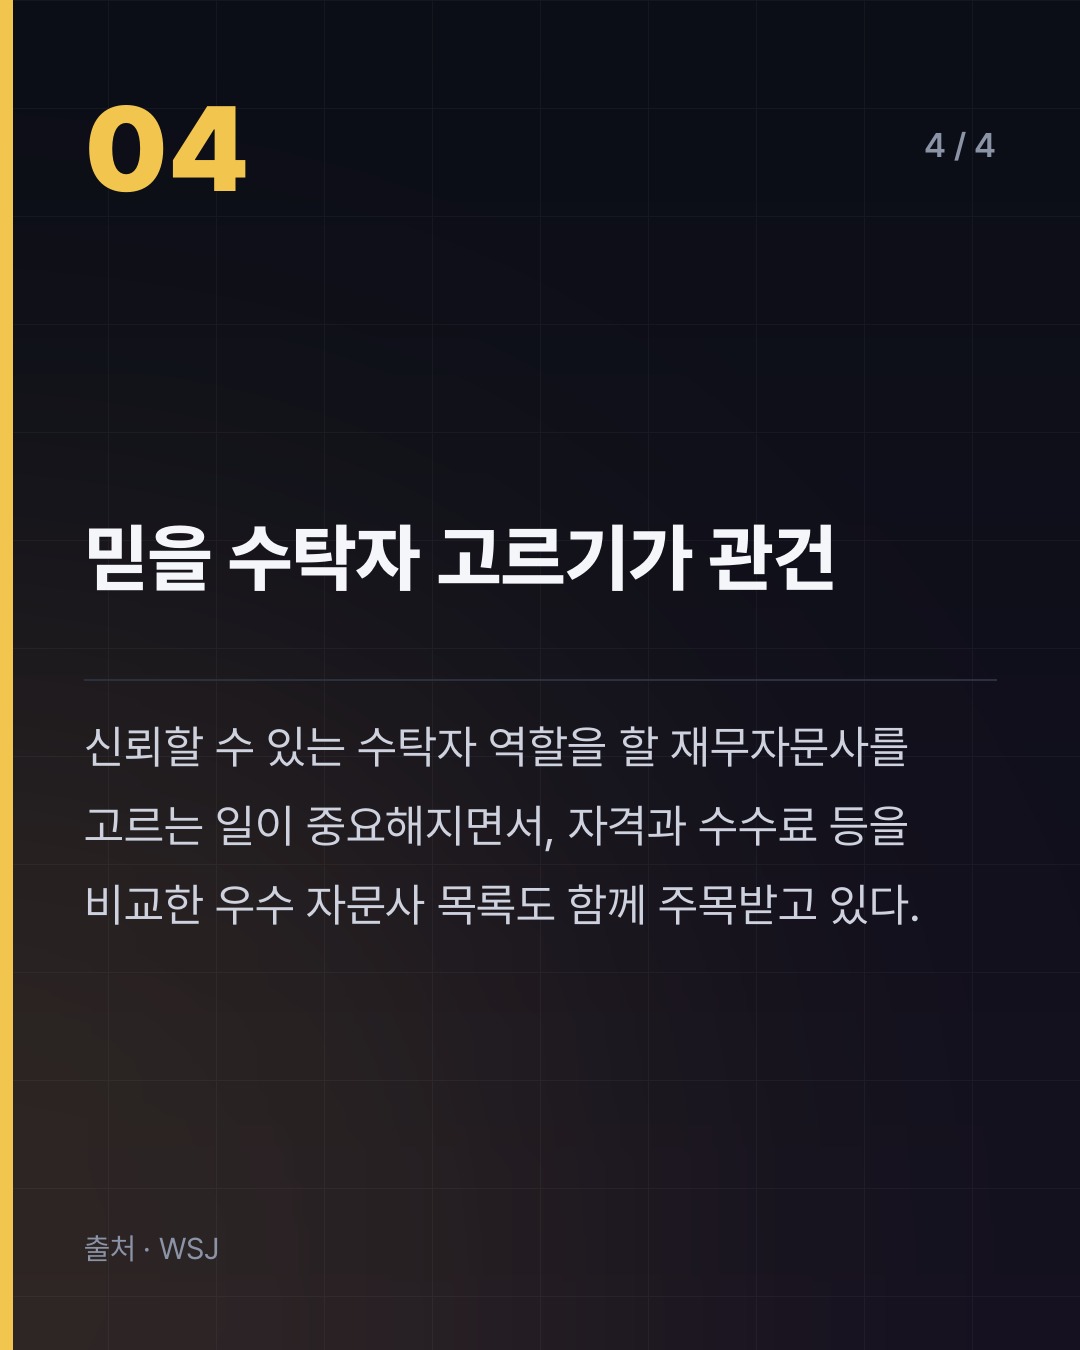 04
4 / 4
믿을 수탁자 고르기가 관건
신뢰할 수 있는 수탁자 역할을 할 재무자문사를
고르는 일이 중요해지면서, 자격과 수수료 등을
비교한 우수 자문사 목록도 함께 주목받고 있다.
출처 · WSJ